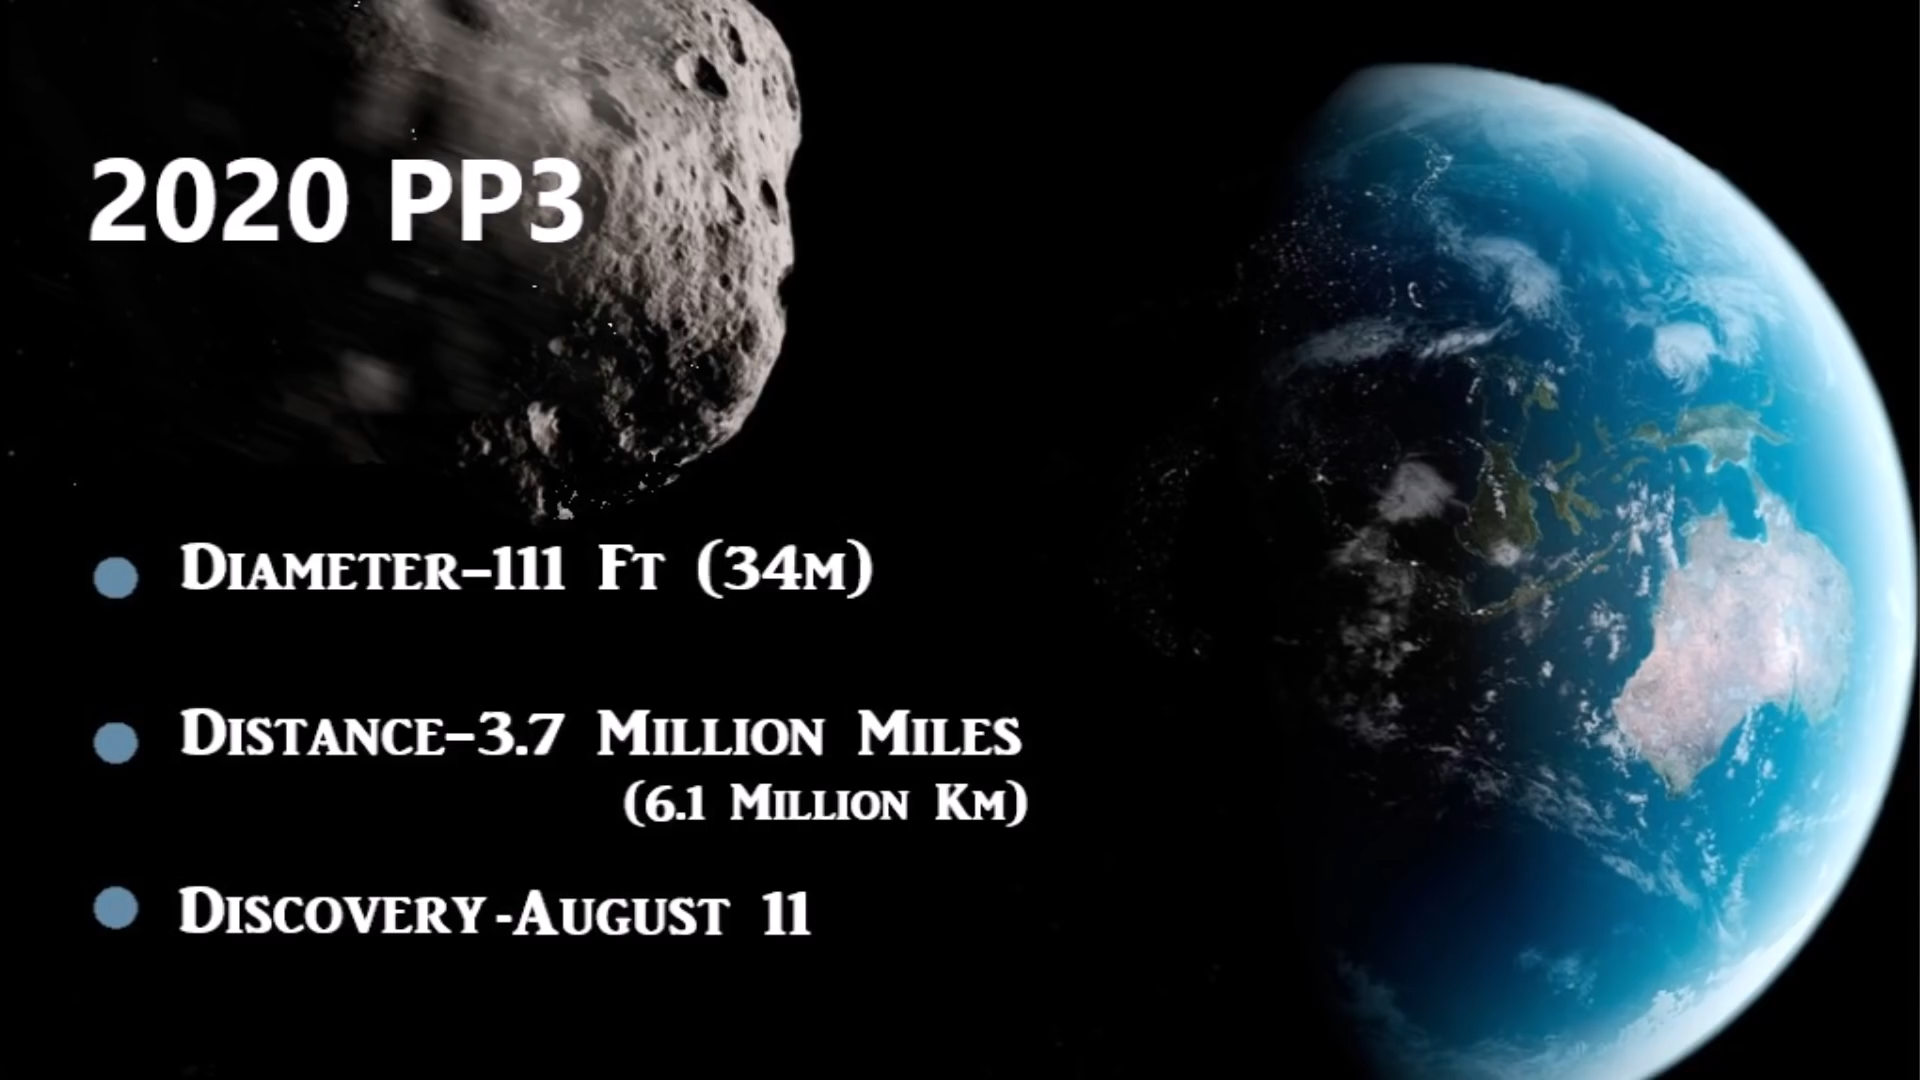 2020 PP3
Diameter-111 Ft (34m)
Distance-3.7 Million Miles
(6.1 Million Km)
Discovery-August 11